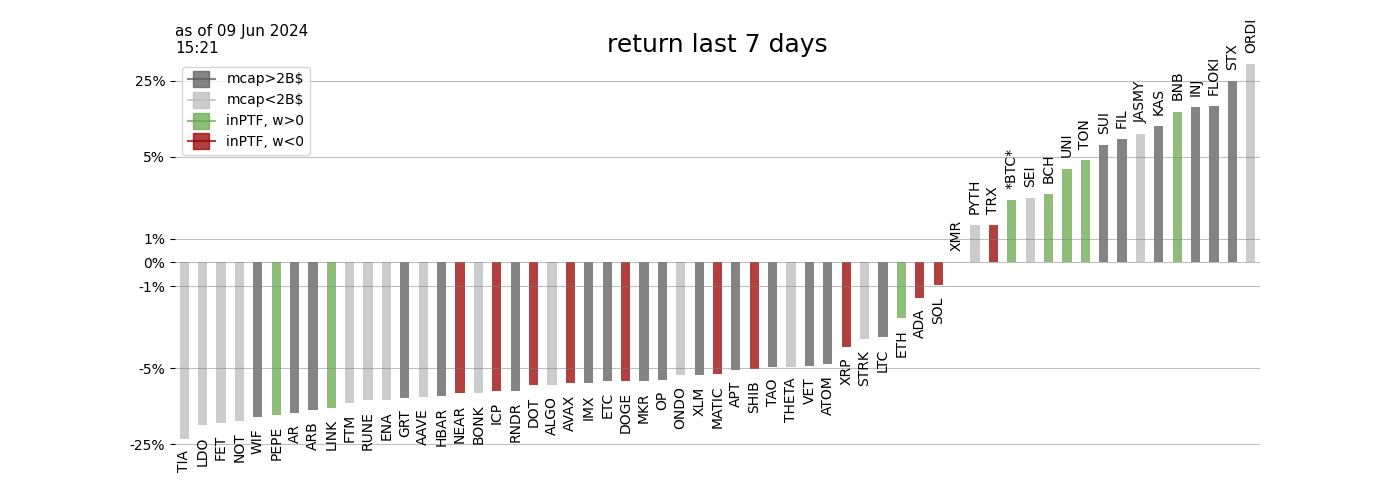 as of 09 Jun 2024
15:21
return last 7 days
mcap>2B$
mcap<2B$
inPTF, w>0
inPTF, w<0
25%
5%
1%
0%
-1%
-5%
-25%
TIA
LDO
FET
NOT
WIF
PEPE
AR
ARB
LINK
FTM
RUNE
ENA
GRT
AAVE
HBAR
NEAR
BONK
ICP
RNDR
DOT
ALGO
AVAX
IMX
ETC
DOGE
MKR
OP
ONDO
XLM
MATIC
APT
SHIB
TAO
THETA
VET
ATOM
XRP
STRK
LTC
ETH
ADA
SOL
XMR
PYTH
TRX
*BTC*
SEI
BCH
UNI
TON
SUI
FIL
JASMY
KAS
BNB
INJ
FLOKI
STX
ORDI